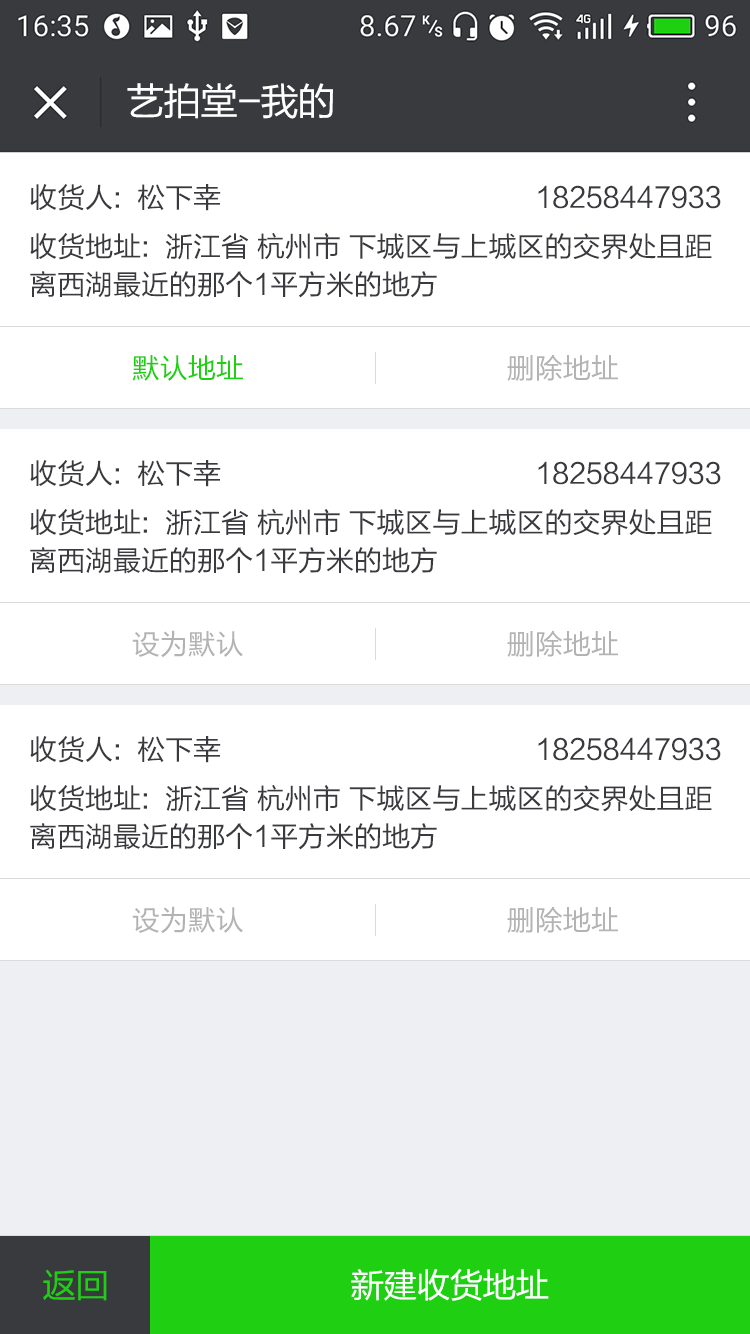 16:35 8.67 K/s 4G 96
艺拍堂-我的
收货人: 松下幸 18258447933
收货地址: 浙江省 杭州市 下城区与上城区的交界处且距
离西湖最近的那个1平方米的地方
默认地址 删除地址
收货人: 松下幸 18258447933
收货地址: 浙江省 杭州市 下城区与上城区的交界处且距
离西湖最近的那个1平方米的地方
设为默认 删除地址
收货人: 松下幸 18258447933
收货地址: 浙江省 杭州市 下城区与上城区的交界处且距
离西湖最近的那个1平方米的地方
设为默认 删除地址
返回 新建收货地址